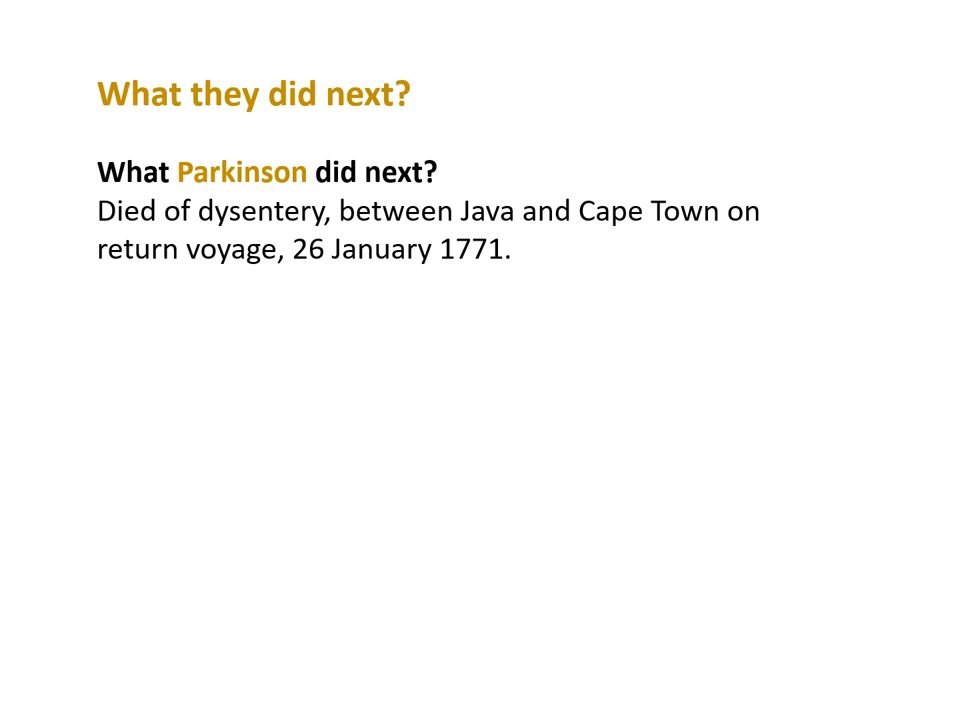 What they did next?
What Parkinson did next?
Died of dysentery, between Java and Cape Town on
return voyage, 26 January 1771.